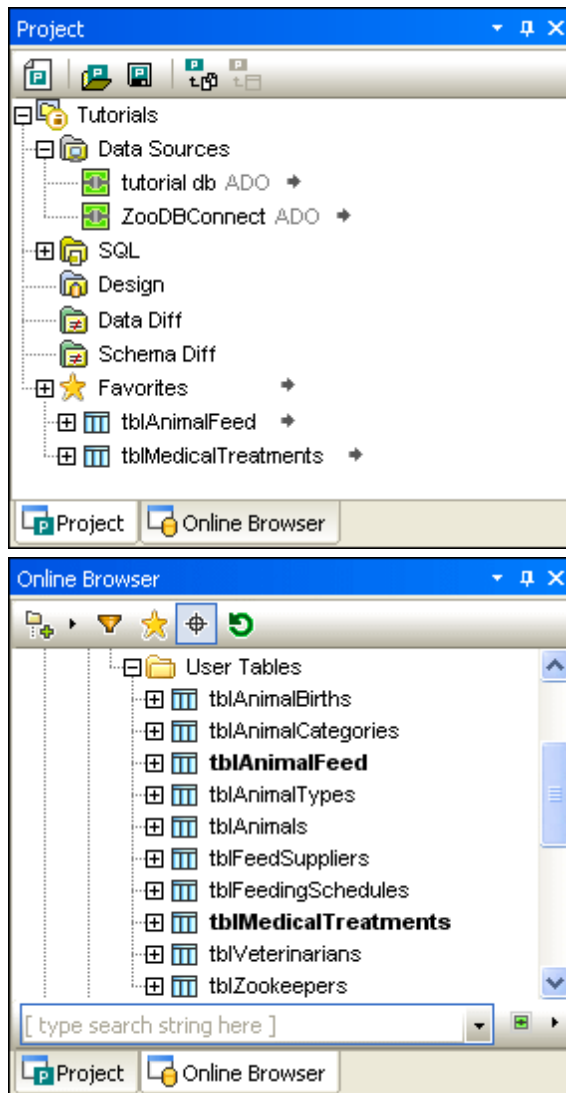 Project
Tutorials
Data Sources
tutorial db ADO
ZooDBConnect ADO
SQL
Design
Data Diff
Schema Diff
Favorites
tblAnimalFeed
tblMedicalTreatments
Project Online Browser
Online Browser
User Tables
tblAnimalBirths
tblAnimalCategories
tblAnimalFeed
tblAnimalTypes
tblAnimals
tblFeedSuppliers
tblFeedingSchedules
tblMedicalTreatments
tblVeterinarians
tblZookeepers
[ type search string here ]
Project Online Browser